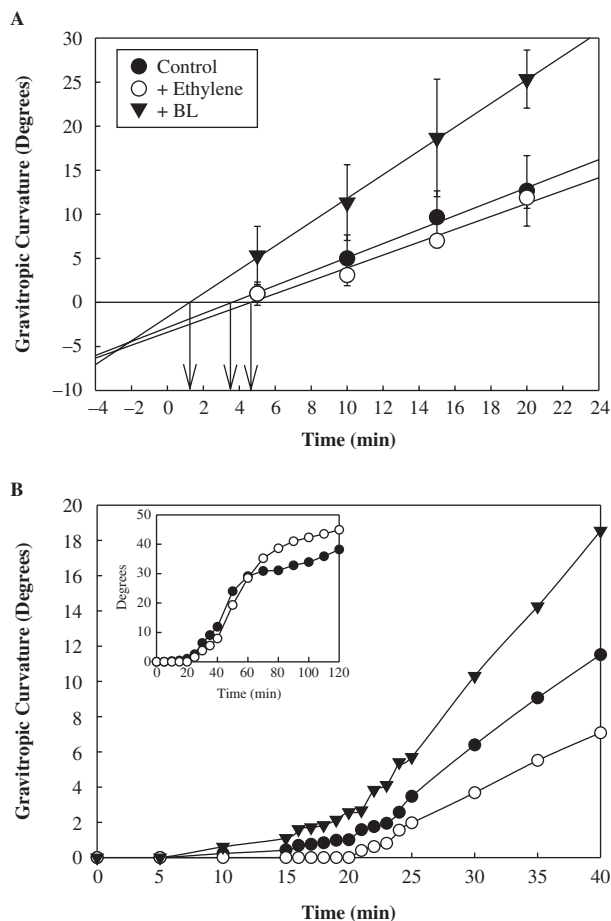 A
Gravitropic Curvature (Degrees)
30
25
20
15
10
5
0
−5
−10
Control
+ Ethylene
+ BL
−4 −2 0 2 4 6 8 10 12 14 16 18 20 22 24
Time (min)
B
Gravitropic Curvature (Degrees)
20
18
16
14
12
10
8
6
4
2
0
Degrees
50
40
30
20
10
0
0 20 40 60 80 100 120
Time (min)
0 5 10 15 20 25 30 35 40
Time (min)